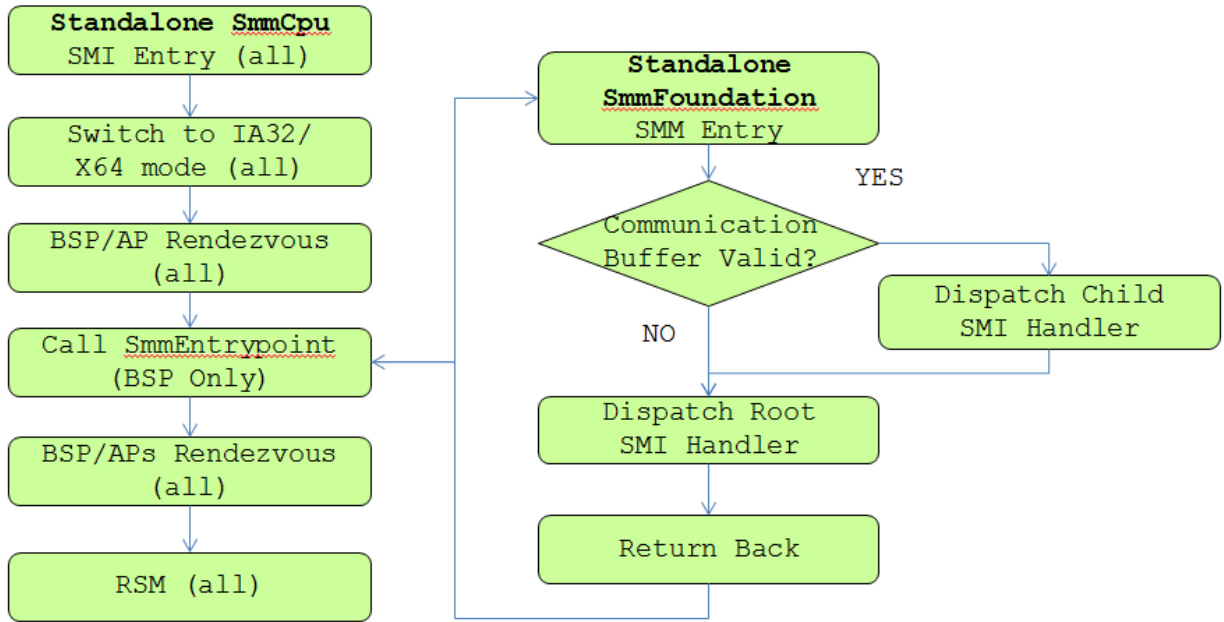 Standalone SmmCpu
SMI Entry (all)
Switch to IA32/
X64 mode (all)
BSP/AP Rendezvous
(all)
Call SmmEntrypoint
(BSP Only)
BSP/APs Rendezvous
(all)
RSM (all)
Standalone
SmmFoundation
SMM Entry
YES
Communication
Buffer Valid?
Dispatch Child
SMI Handler
NO
Dispatch Root
SMI Handler
Return Back